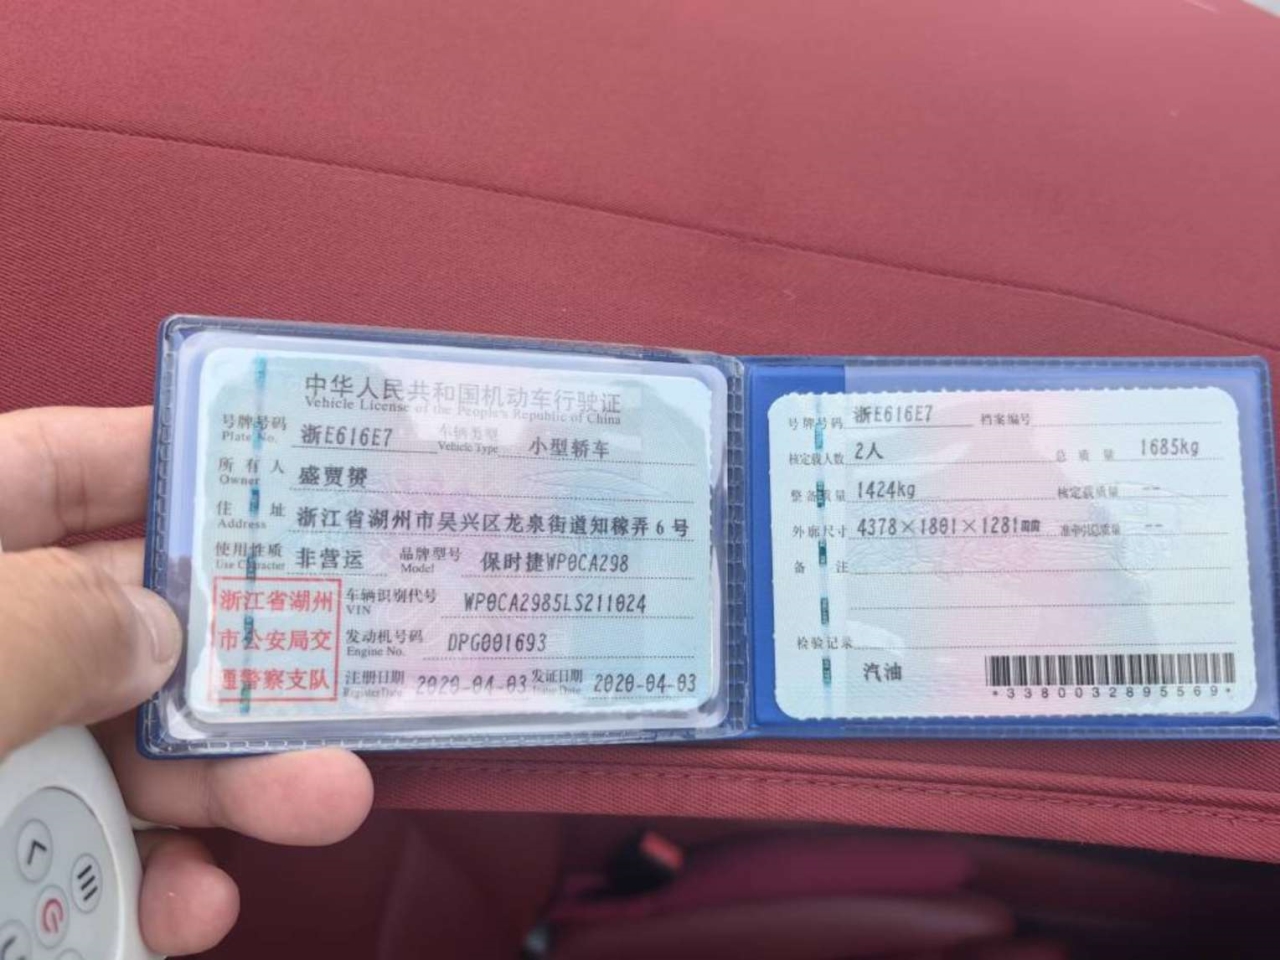 中华人民共和国机动车行驶证
Vehicle License of the People's Republic of China
号牌号码 浙E616E7 车辆类型 小型轿车
Plate No. Vehicle Type
所有人 盛贾赟
Owner
住址 浙江省湖州市吴兴区龙泉街道知稼弄6号
Address
使用性质 非营运 品牌型号 保时捷WP0CA298
Use Character Model
浙江省湖州市公安局交通警察支队
车辆识别代号 WP0CA2985LS211024
VIN
发动机号码 DPG001693
Engine No.
注册日期 2020-04-03 发证日期 2020-04-03
Register Date Issue Date
号牌号码 浙E616E7 档案编号
核定载人数 2人 总质量 1685kg
整备质量 1424kg 核定载质量 --
外廓尺寸 4378×1801×1281mm 准牵引总质量 --
备注
检验记录
汽油
*3380032895569*